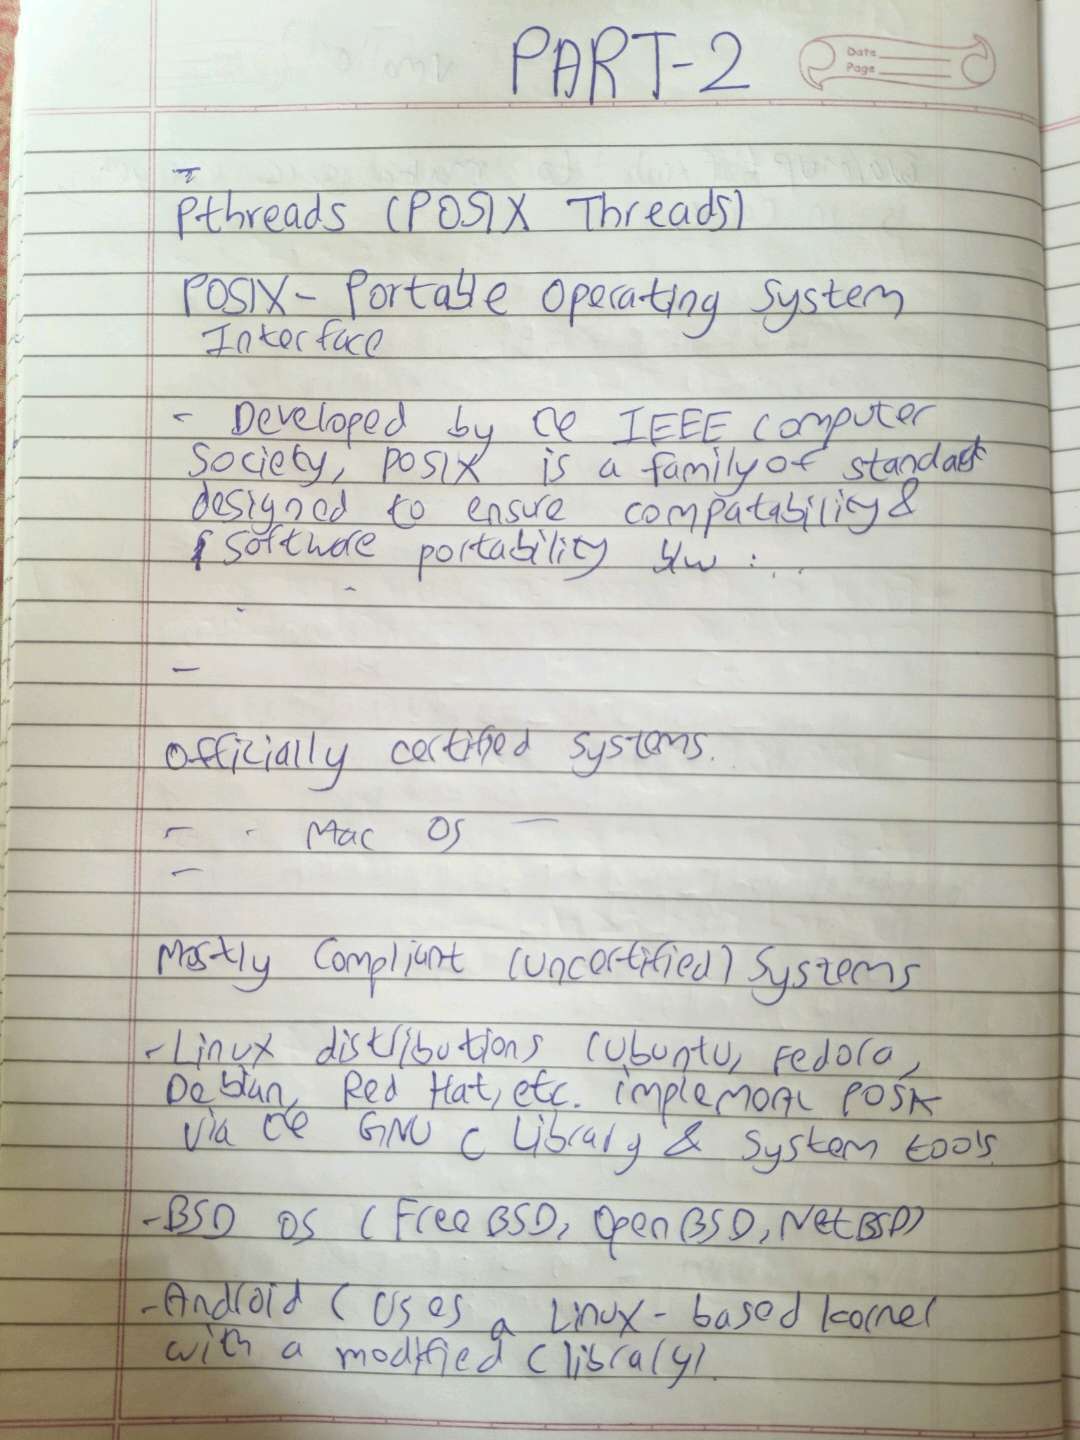 PART-2
Date
Page
Pthreads (POSIX Threads)
POSIX - Portable Operating System
Interface
- Developed by the IEEE Computer
Society, POSIX is a family of standards
designed to ensure compatability &
software portability b/w : ...
-
Officially certified systems.
- - Mac OS -
-
Mostly Compliant (uncertified) Systems
- Linux distributions (Ubuntu, Fedora,
Debian, Red Hat, etc. implement POSIX
via the GNU C Library & system tools
- BSD OS (FreeBSD, OpenBSD, NetBSD)
- Android (Uses a Linux-based kernel
with a modified C library).